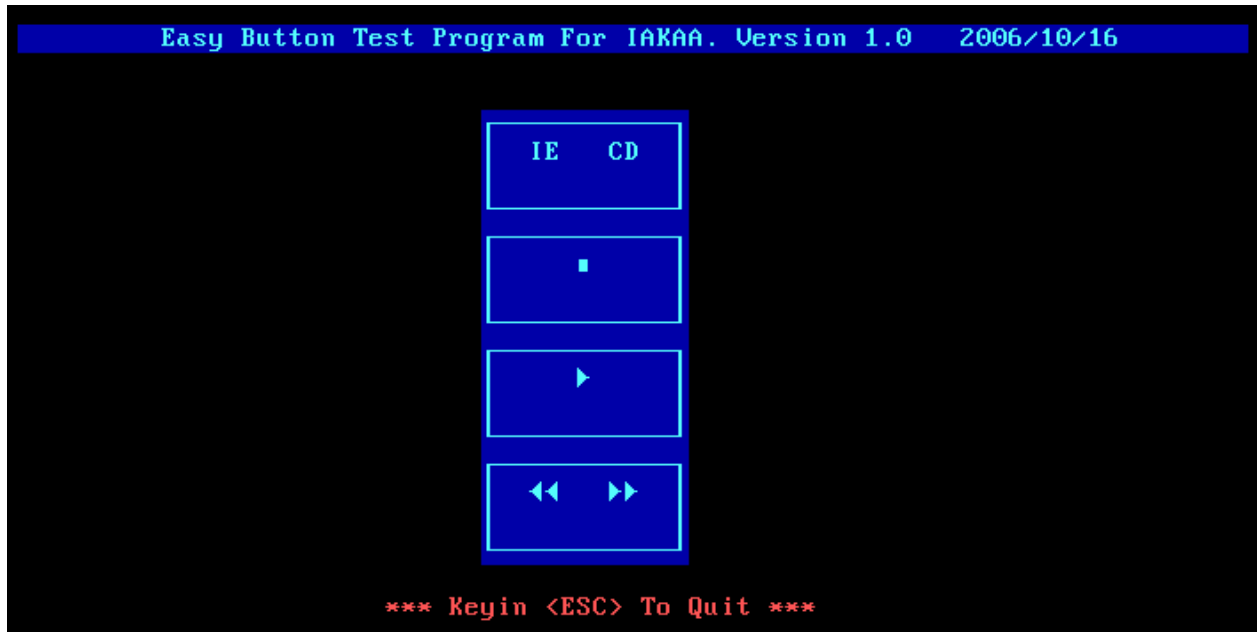 Easy Button Test Program For IAKAA. Version 1.0 2006/10/16
IE CD
*** Keyin <ESC> To Quit ***